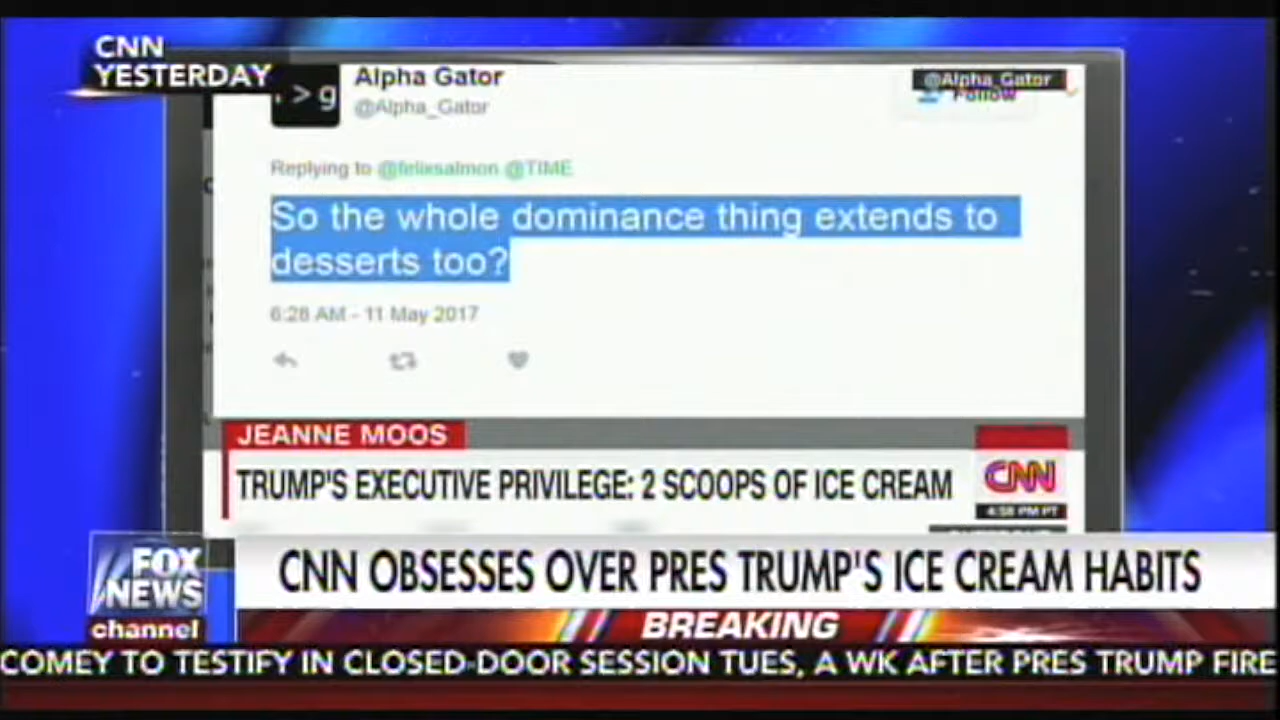 CNN
YESTERDAY
> g
Alpha Gator
@Alpha_Gator
@Alpha_Gator
Follow
Replying to @felixsalmon @TIME
So the whole dominance thing extends to
desserts too?
6:28 AM - 11 May 2017
JEANNE MOOS
TRUMP'S EXECUTIVE PRIVILEGE: 2 SCOOPS OF ICE CREAM
CNN
4:58 PM PT
FOX
NEWS
channel
CNN OBSESSES OVER PRES TRUMP'S ICE CREAM HABITS
BREAKING
COMEY TO TESTIFY IN CLOSED-DOOR SESSION TUES, A WK AFTER PRES TRUMP FIRE